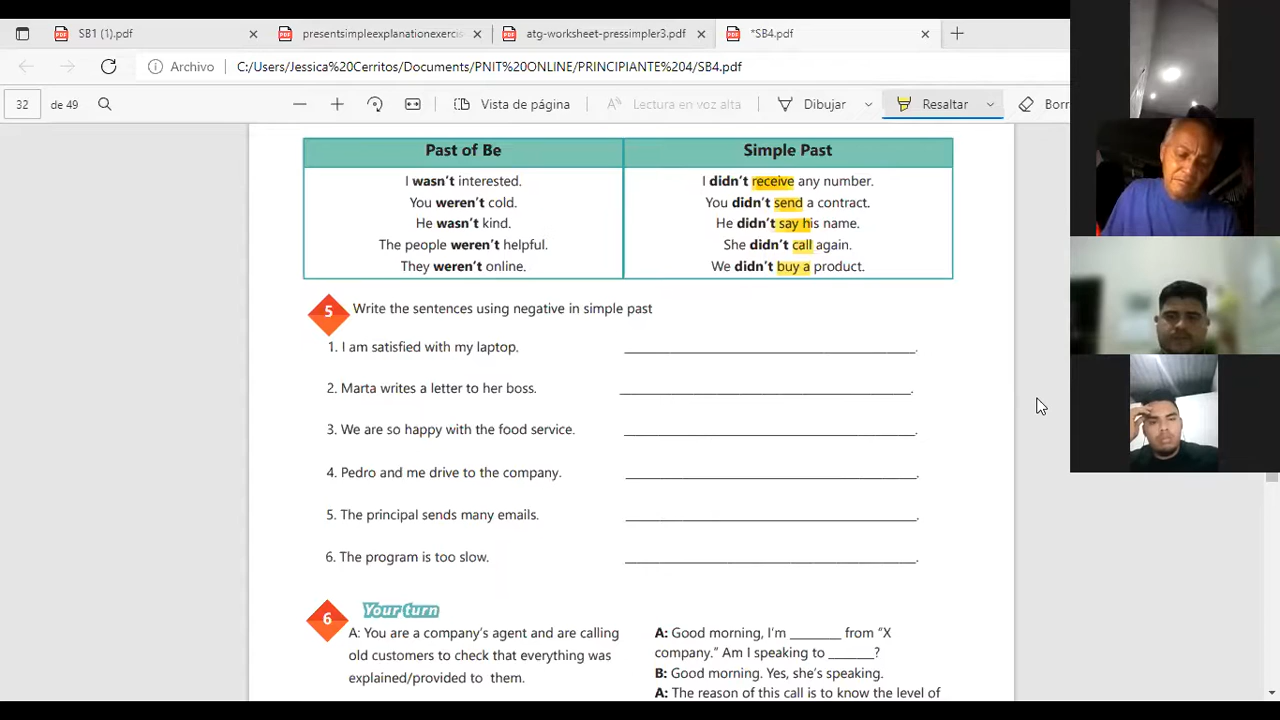 SB1 (1).pdf
presentsimpleexplanationexercis
atg-worksheet-pressimpler3.pdf
*SB4.pdf
Archivo
C:/Users/Jessica%20Cerritos/Documents/PNIT%20ONLINE/PRINCIPIANTE%204/SB4.pdf
32 de 49
Vista de página
Lectura en voz alta
Dibujar
Resaltar
Borr
Past of Be
Simple Past
I wasn't interested.
I didn't receive any number.
You weren't cold.
You didn't send a contract.
He wasn't kind.
He didn't say his name.
The people weren't helpful.
She didn't call again.
They weren't online.
We didn't buy a product.
5 Write the sentences using negative in simple past
1. I am satisfied with my laptop. ____________________.
2. Marta writes a letter to her boss. ____________________.
3. We are so happy with the food service. ____________________.
4. Pedro and me drive to the company. ____________________.
5. The principal sends many emails. ____________________.
6. The program is too slow. ____________________.
6 Your turn
A: You are a company's agent and are calling
old customers to check that everything was
explained/provided to them.
A: Good morning, I'm ________ from "X
company." Am I speaking to _______?
B: Good morning. Yes, she's speaking.
A: The reason of this call is to know the level of